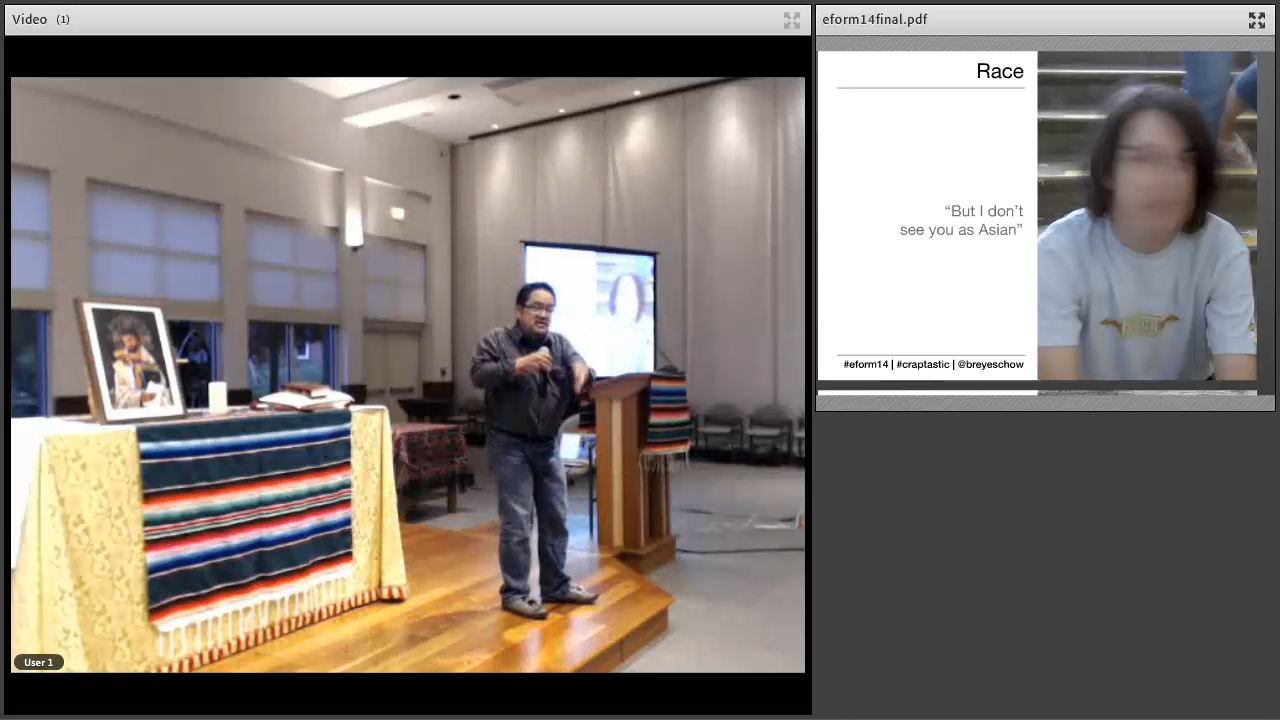 Video (1)
User 1
eform14final.pdf
Race
“But I don’t
see you as Asian”
#eform14 | #craptastic | @breyeschow